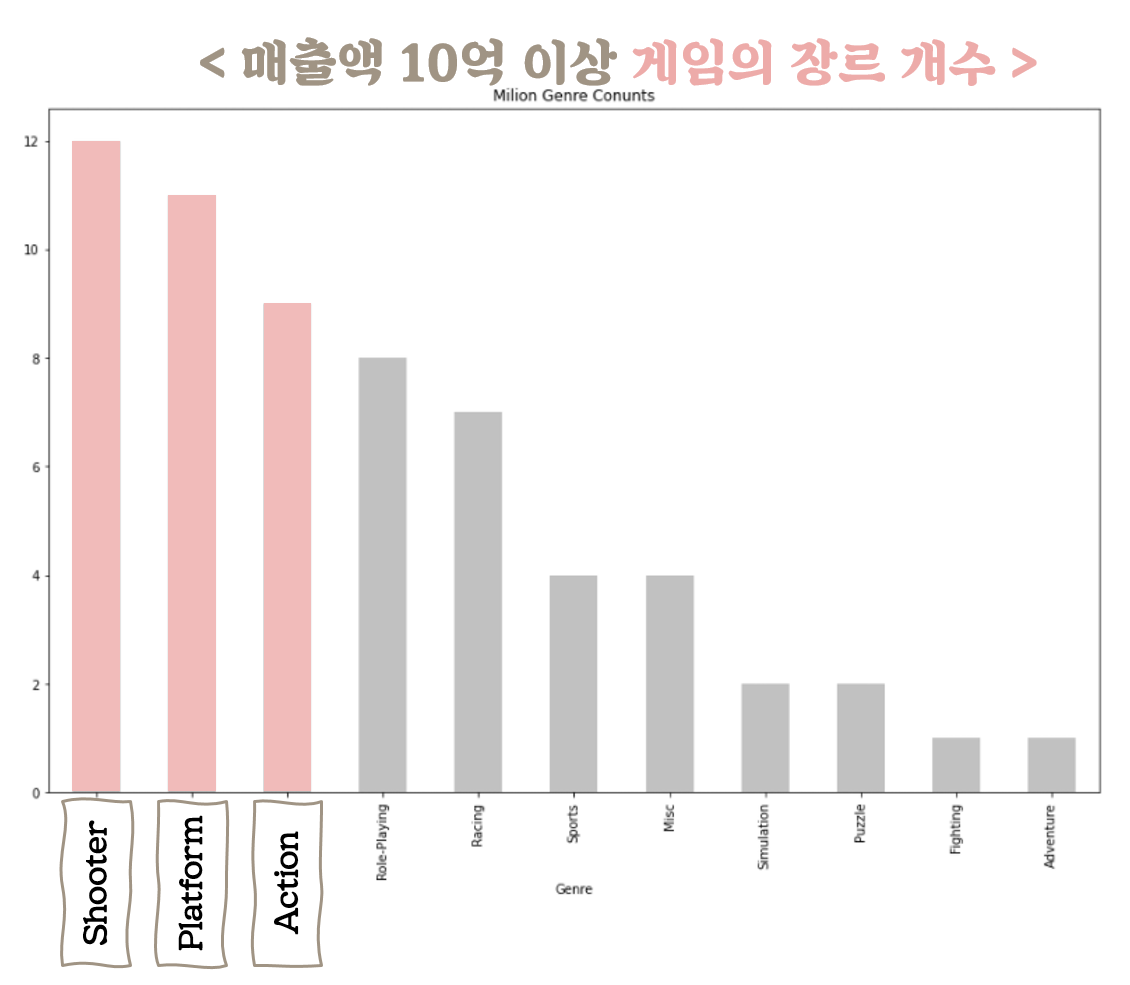 < 매출액 10억 이상 게임의 장르 개수 >
Milion Genre Conunts
12
10
8
6
4
2
0
Shooter
Platform
Action
Role-Playing
Racing
Sports
Misc
Simulation
Puzzle
Fighting
Adventure
Genre